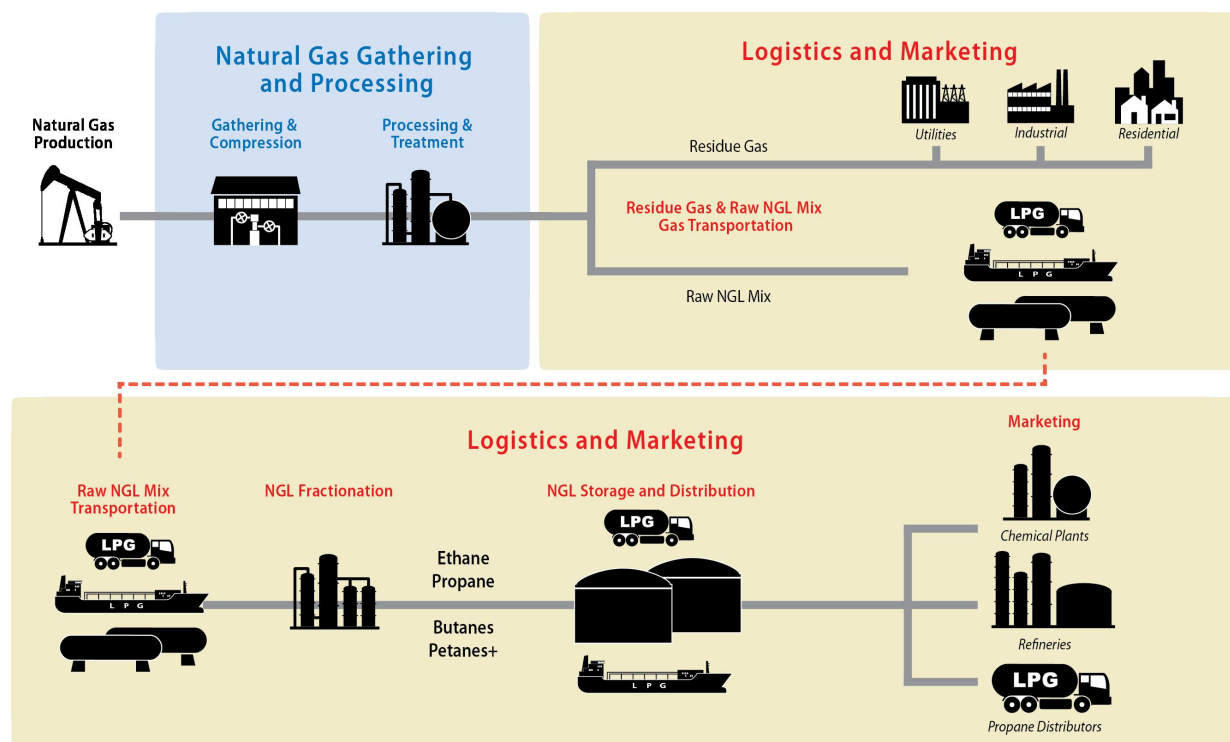 Natural Gas Gathering
and Processing
Logistics and Marketing
Natural Gas
Production
Gathering &
Compression
Processing &
Treatment
Utilities
Industrial
Residential
Residue Gas
Residue Gas & Raw NGL Mix
Gas Transportation
LPG
L P G
Raw NGL Mix
Logistics and Marketing
Marketing
Raw NGL Mix
Transportation
NGL Fractionation
NGL Storage and Distribution
LPG
L P G
Ethane
Propane
Butanes
Petanes+
LPG
L P G
Chemical Plants
Refineries
LPG
Propane Distributors